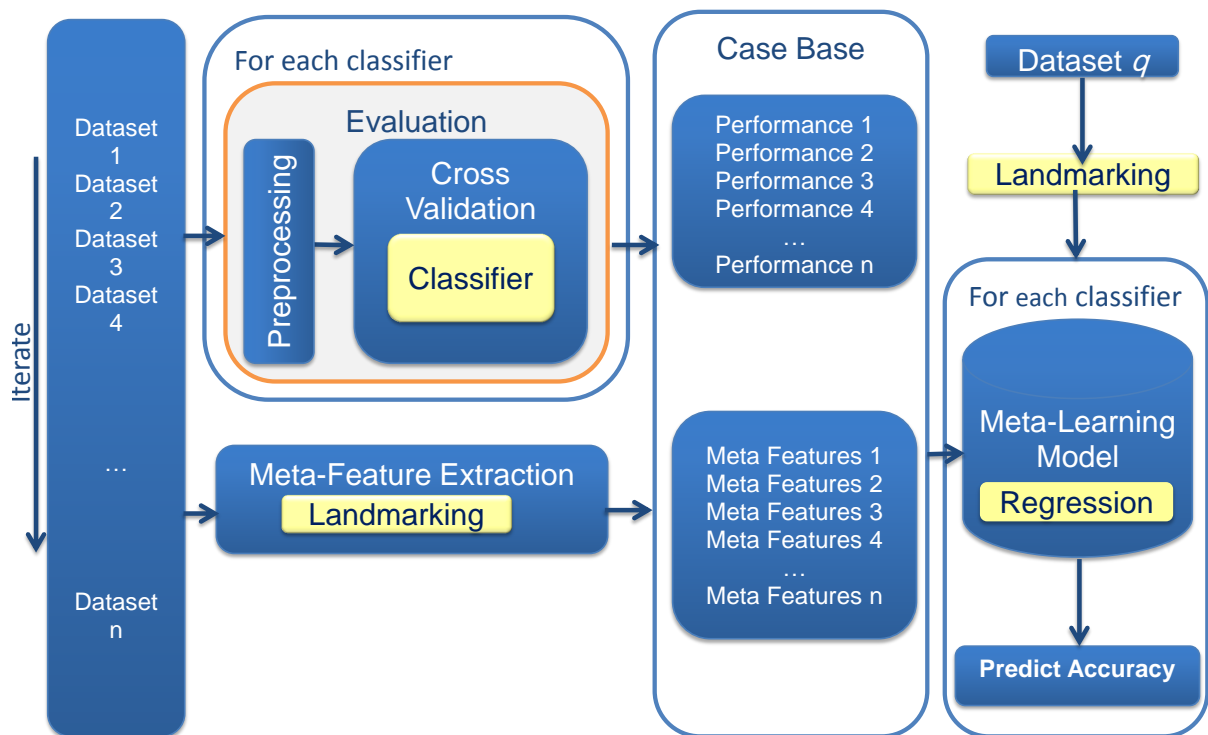 Iterate
Dataset
1
Dataset
2
Dataset
3
Dataset
4
...
Dataset
n
For each classifier
Evaluation
Preprocessing
Cross
Validation
Classifier
Meta-Feature Extraction
Landmarking
Case Base
Performance 1
Performance 2
Performance 3
Performance 4
...
Performance n
Meta Features 1
Meta Features 2
Meta Features 3
Meta Features 4
...
Meta Features n
Dataset q
Landmarking
For each classifier
Meta-Learning
Model
Regression
Predict Accuracy